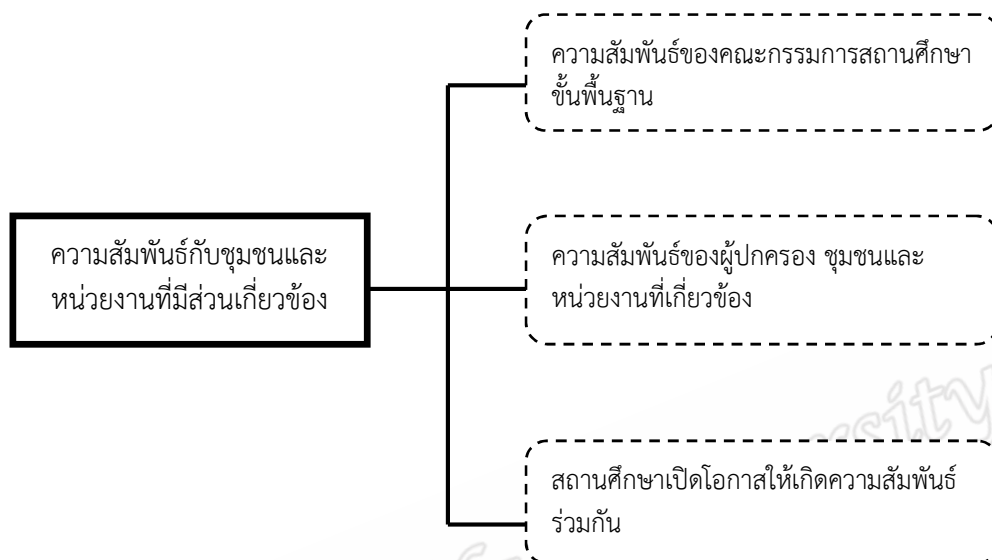 ความสัมพันธ์ของคณะกรรมการสถานศึกษา
ขั้นพื้นฐาน
ความสัมพันธ์กับชุมชนและ
หน่วยงานที่มีส่วนเกี่ยวข้อง
ความสัมพันธ์ของผู้ปกครอง ชุมชนและ
หน่วยงานที่เกี่ยวข้อง
สถานศึกษาเปิดโอกาสให้เกิดความสัมพันธ์
ร่วมกัน